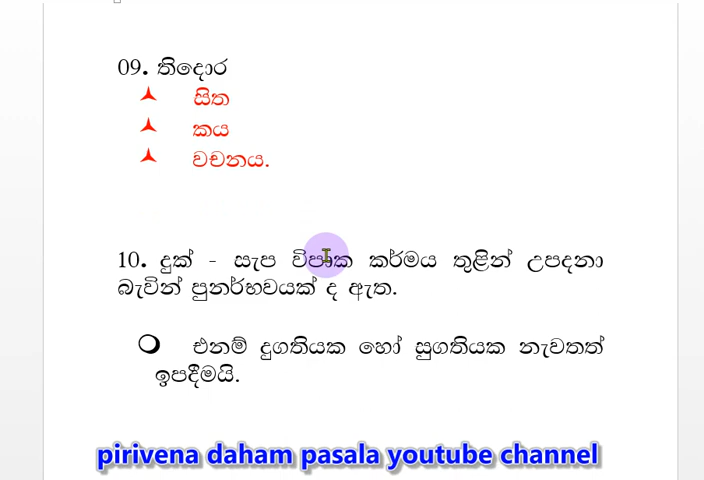 09. තිදොර
සිත
කය
වචනය.
10. දුක් - සැප විපාක කර්මය තුළින් උපදනා
බැවින් පුනර්භවයක් ද ඇත.
එනම් දුගතියක හෝ සුගතියක නැවතත්
ඉපදීමයි.
pirivena daham pasala youtube channel